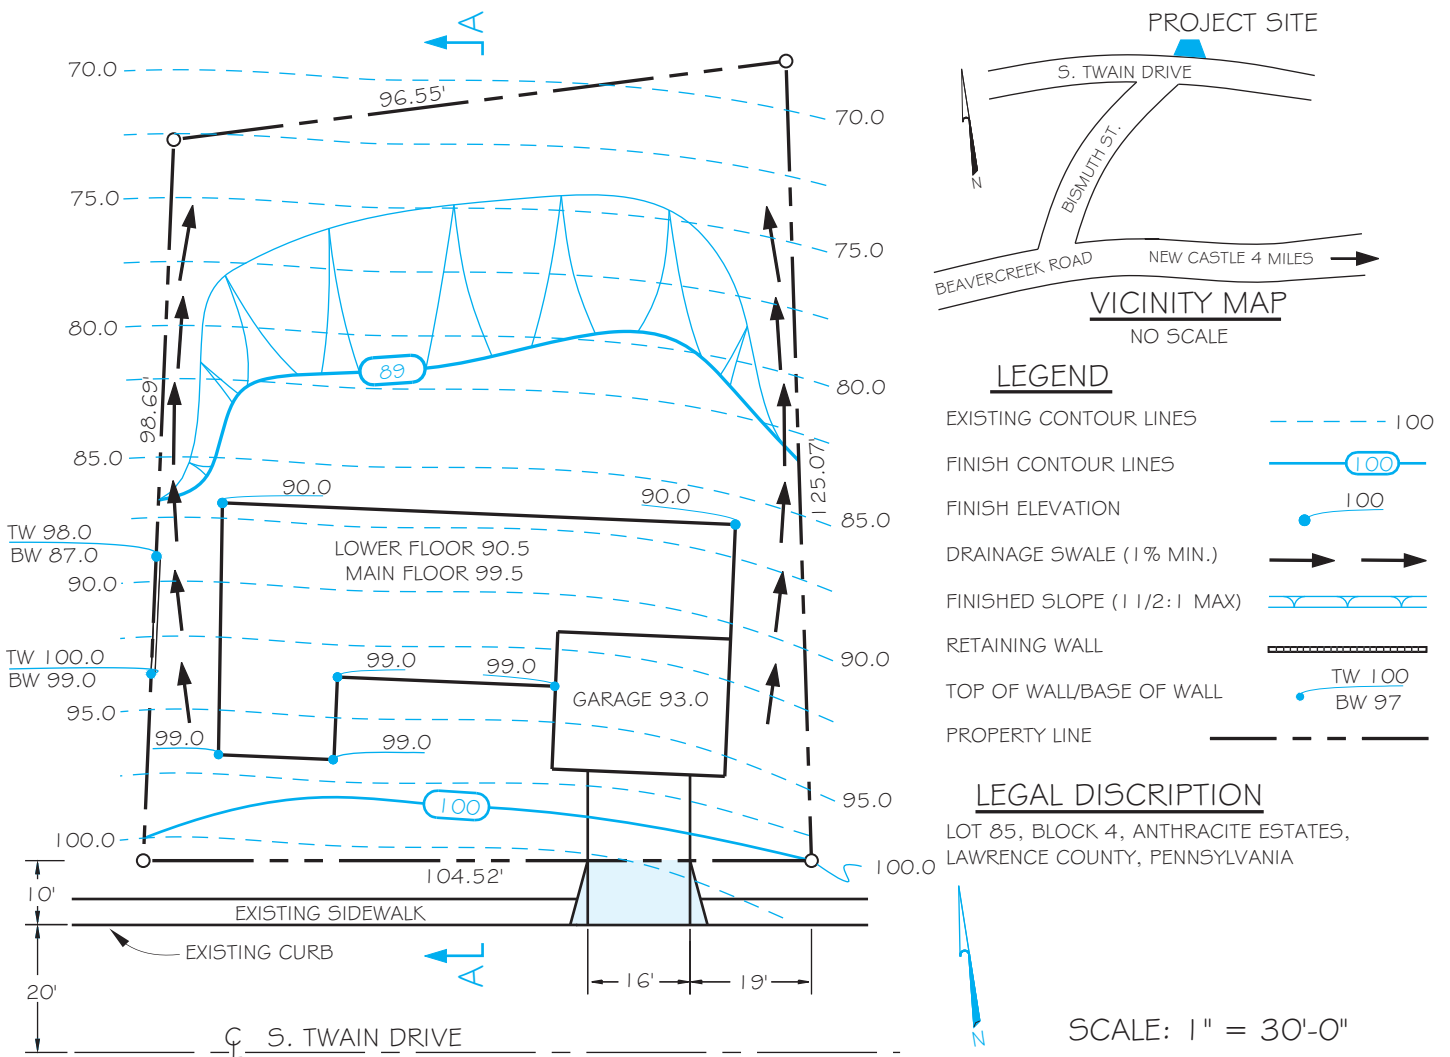 A
PROJECT SITE
70.0
S. TWAIN DRIVE
96.55'
70.0
BISMUTH ST.
N
75.0
75.0
BEAVERCREEK ROAD
NEW CASTLE 4 MILES
VICINITY MAP
NO SCALE
80.0
89
80.0
LEGEND
98.69'
EXISTING CONTOUR LINES
100
85.0
125.07'
FINISH CONTOUR LINES
100
90.0
90.0
FINISH ELEVATION
100
85.0
TW 98.0
BW 87.0
LOWER FLOOR 90.5
MAIN FLOOR 99.5
DRAINAGE SWALE (1% MIN.)
90.0
FINISHED SLOPE (1 1/2:1 MAX)
TW 100.0
BW 99.0
99.0
99.0
90.0
RETAINING WALL
GARAGE 93.0
TOP OF WALL/BASE OF WALL
TW 100
BW 97
95.0
99.0
99.0
PROPERTY LINE
100
95.0
LEGAL DISCRIPTION
100.0
LOT 85, BLOCK 4, ANTHRACITE ESTATES,
LAWRENCE COUNTY, PENNSYLVANIA
100.0
104.52'
10'
EXISTING SIDEWALK
EXISTING CURB
A
16'
19'
20'
℄ S. TWAIN DRIVE
N
SCALE: 1" = 30'-0"